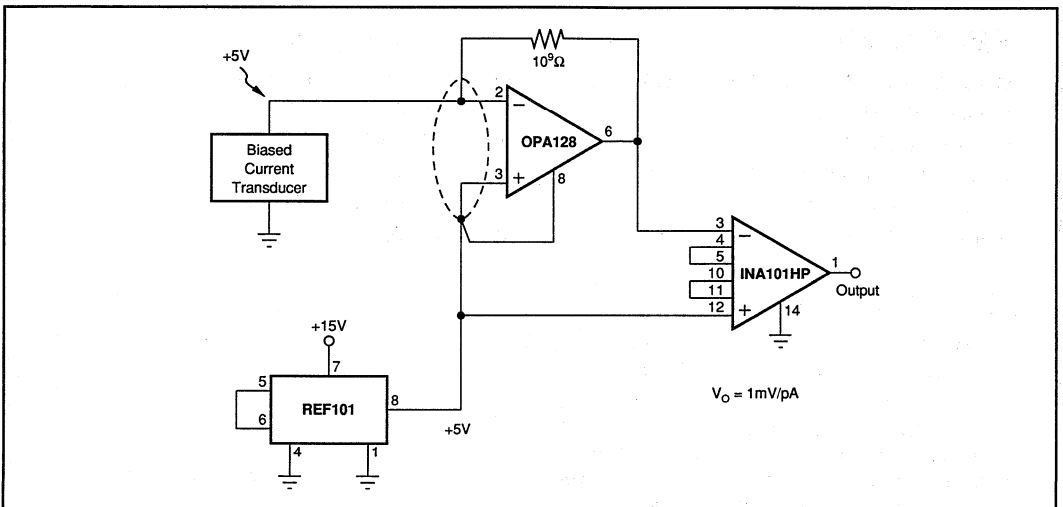 +5V
10⁹Ω
2
−
OPA128
6
3
+
8
Biased
Current
Transducer
3
−
4
5
10
11
12
+
INA101HP
1
Output
14
+15V
7
5
6
REF101
8
+5V
4
1
V_O = 1mV/pA